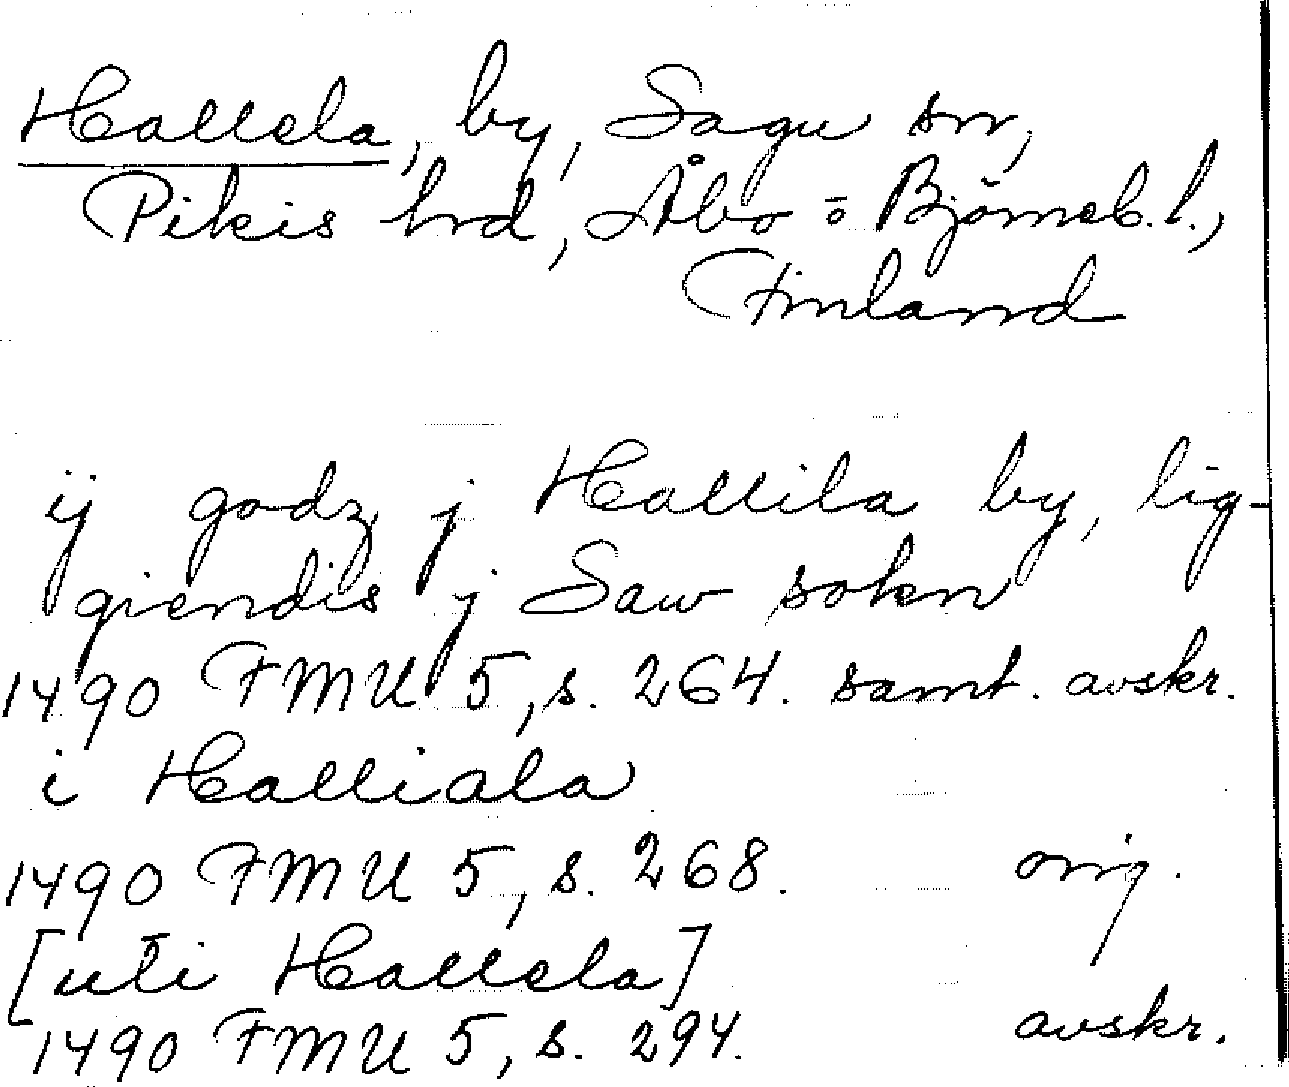 Hallela, by, Sagu sn,
Pikis hrd, Åbo o Björneb. l.,
Finland
ij godz j Hallila by, lig-
giendis j Saw sokn
1490 FMU 5, s. 264. samt. avskr.
i Halliala
1490 FMU 5, s. 268. orig.
[uti Hallela]
1490 FMU 5, s. 294. avskr.